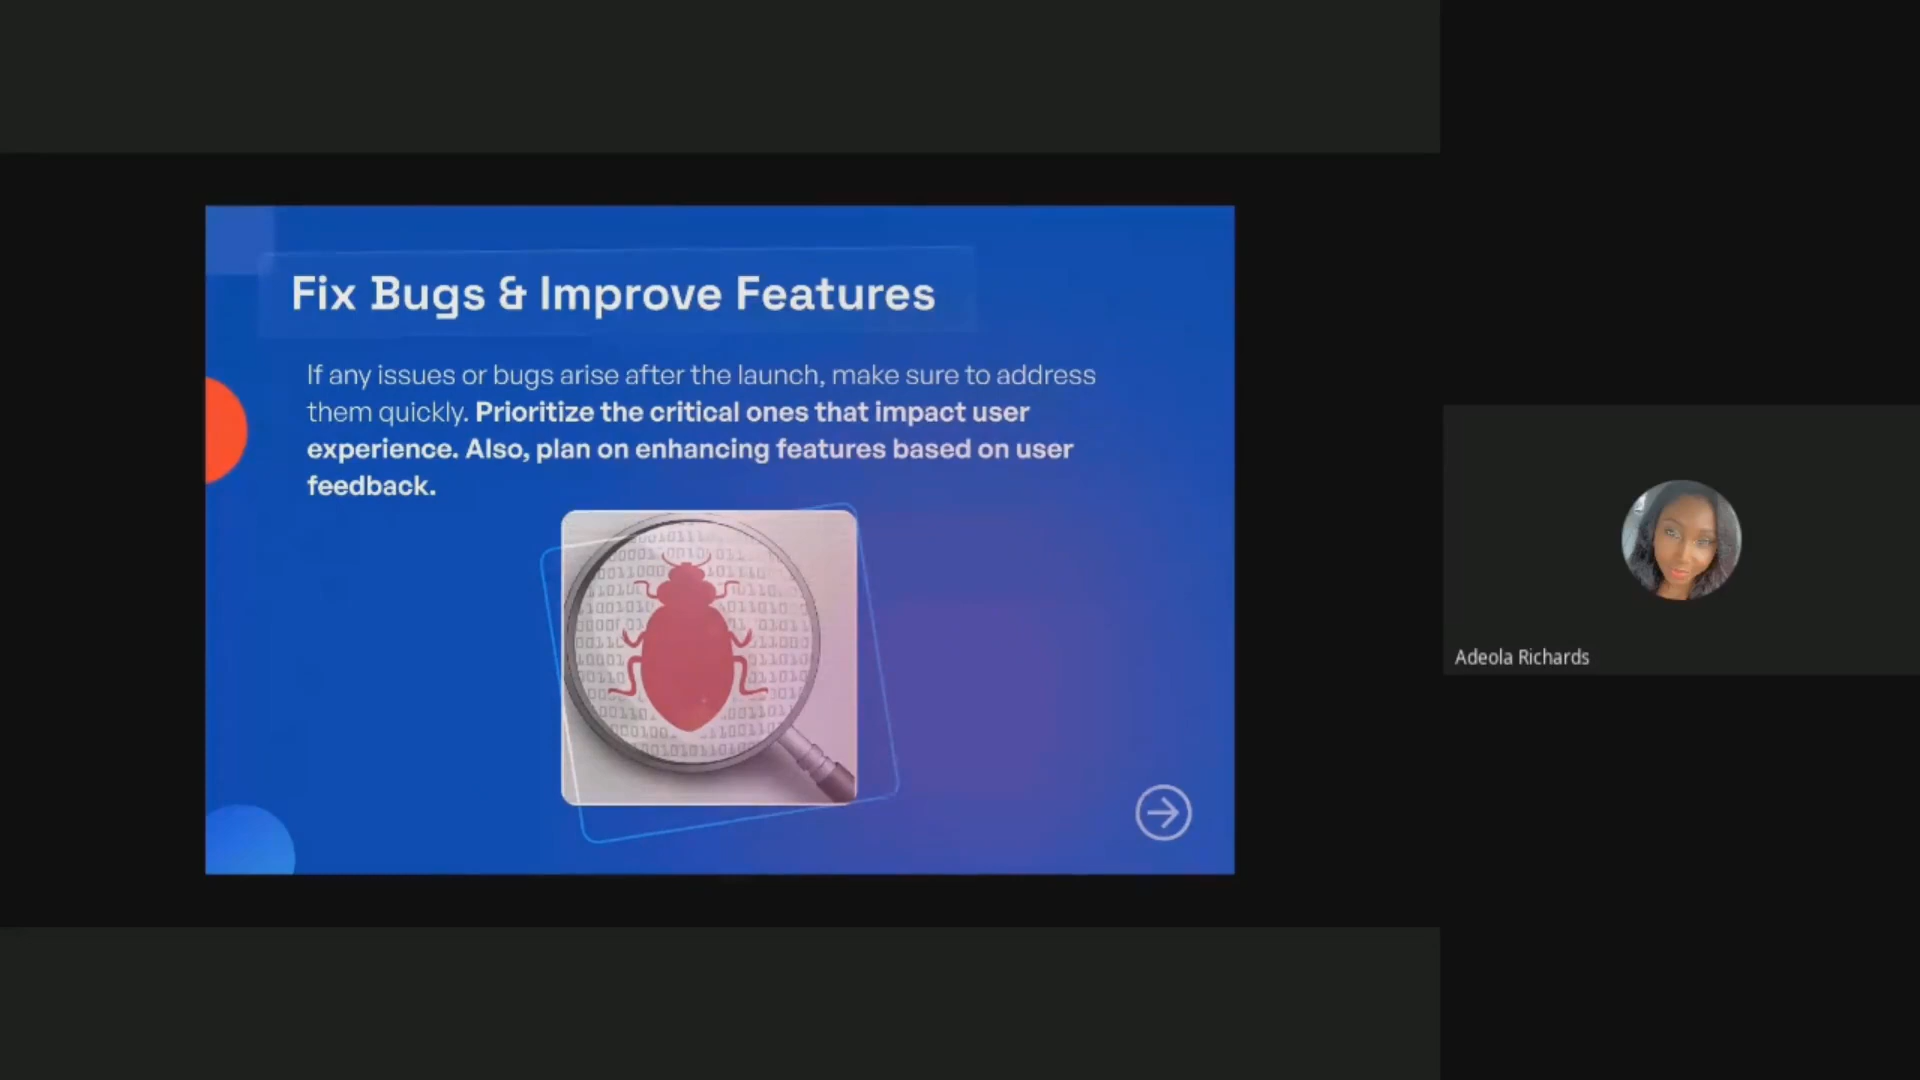 Fix Bugs & Improve Features
If any issues or bugs arise after the launch, make sure to address
them quickly. Prioritize the critical ones that impact user
experience. Also, plan on enhancing features based on user
feedback.
Adeola Richards